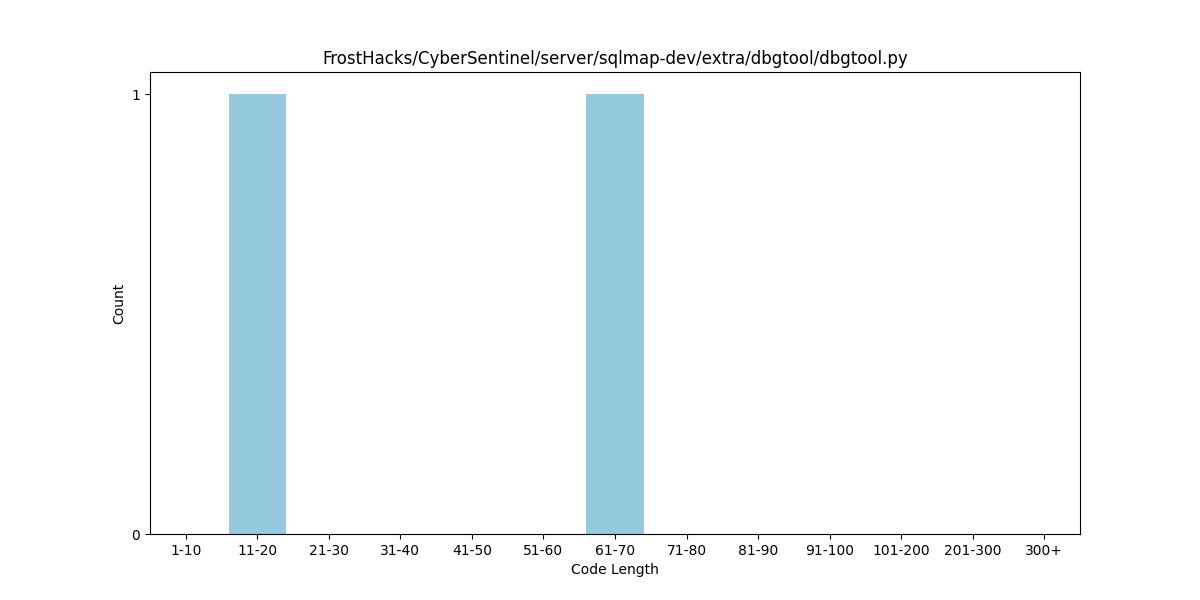 FrostHacks/CyberSentinel/server/sqlmap-dev/extra/dbgtool/dbgtool.py
1
Count
0
1-10 11-20 21-30 31-40 41-50 51-60 61-70 71-80 81-90 91-100 101-200 201-300 300+
Code Length